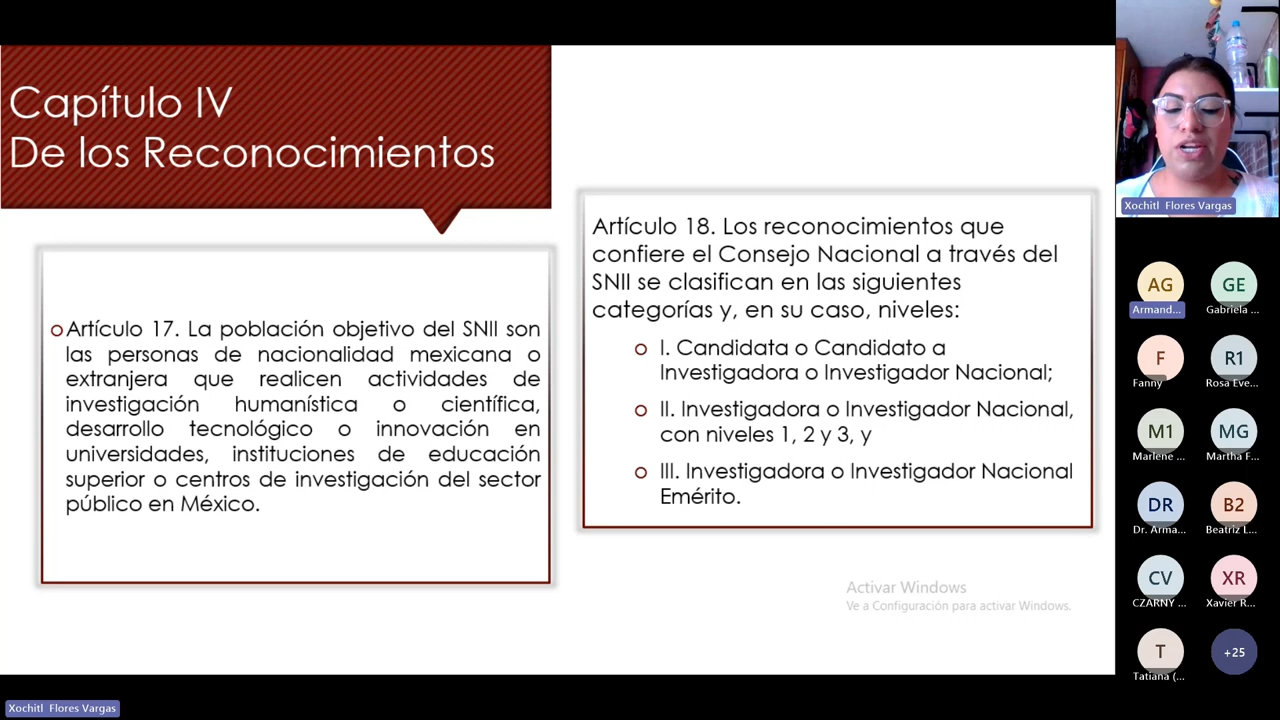 Capítulo IV
De los Reconocimientos
Artículo 17. La población objetivo del SNII son
las personas de nacionalidad mexicana o
extranjera que realicen actividades de
investigación humanística o científica,
desarrollo tecnológico o innovación en
universidades, instituciones de educación
superior o centros de investigación del sector
público en México.
Artículo 18. Los reconocimientos que
confiere el Consejo Nacional a través del
SNII se clasifican en las siguientes
categorías y, en su caso, niveles:
I. Candidata o Candidato a
Investigadora o Investigador Nacional;
II. Investigadora o Investigador Nacional,
con niveles 1, 2 y 3, y
III. Investigadora o Investigador Nacional
Emérito.
Activar Windows
Ve a Configuración para activar Windows.
Xochitl Flores Vargas
AG
GE
Armand...
Gabriela ...
F
R1
Fanny
Rosa Eve...
M1
MG
Marlene ...
Martha F...
DR
B2
Dr. Arma...
Beatriz L...
CV
XR
CZARNY ...
Xavier R...
T
+25
Tatiana (...
Xochitl Flores Vargas